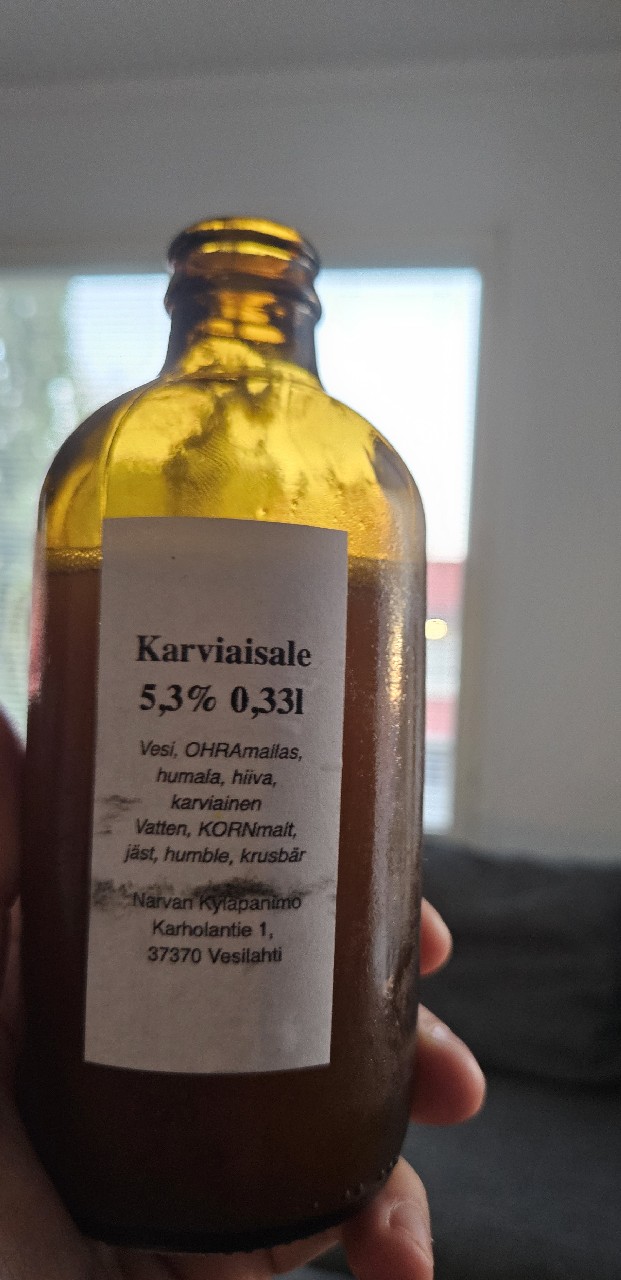 Karviaisale
5,3% 0,33l
Vesi, OHRAmallas,
humala, hiiva,
karviainen
Vatten, KORNmalt,
jäst, humble, krusbär
Narvan Kyläpanimo
Karholantie 1,
37370 Vesilahti